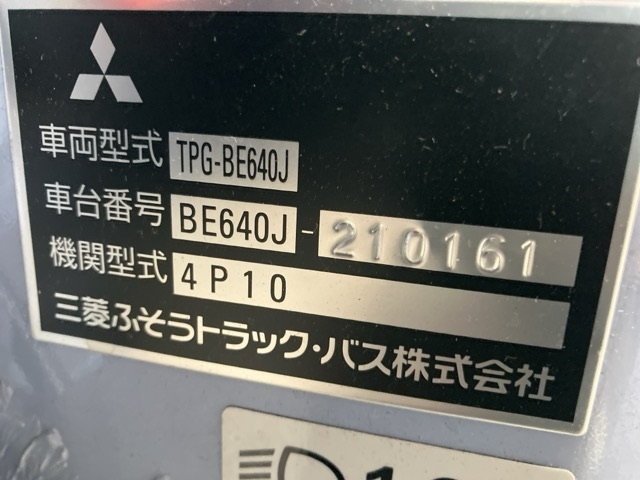 車両型式 TPG-BE640J
車台番号 BE640J-210161
機関型式 4P10
三菱ふそうトラック・バス株式会社